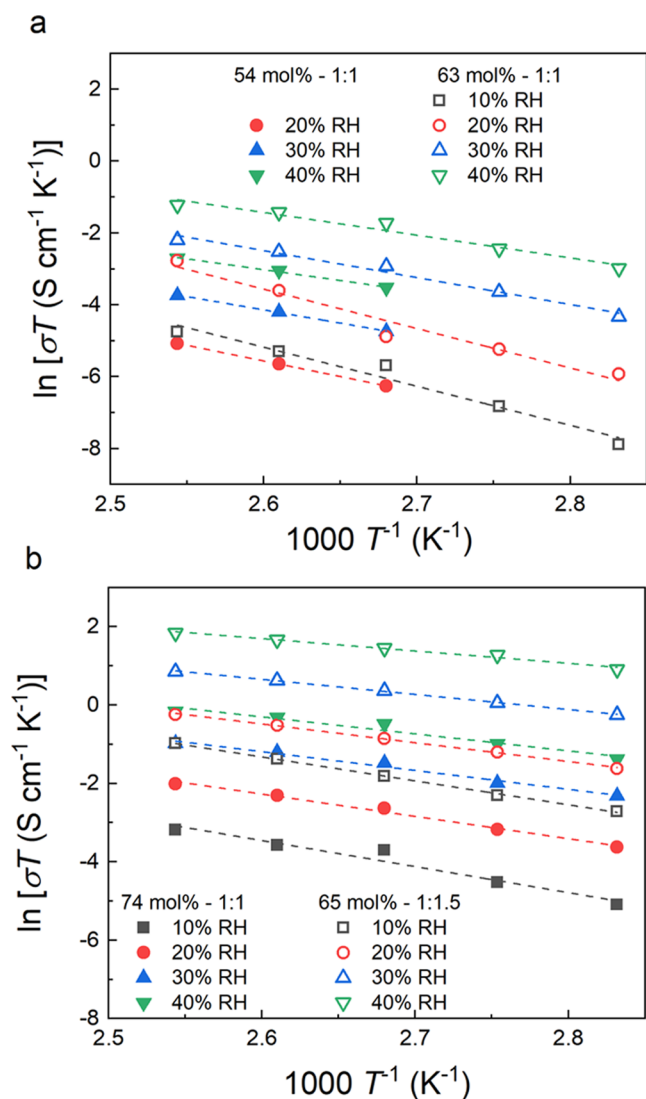 a
54 mol% - 1:1 63 mol% - 1:1
10% RH
20% RH 20% RH
30% RH 30% RH
40% RH 40% RH
ln [σT (S cm⁻¹ K⁻¹)]
2
0
-2
-4
-6
-8
2.5 2.6 2.7 2.8
1000 T⁻¹ (K⁻¹)
b
ln [σT (S cm⁻¹ K⁻¹)]
2
0
-2
-4
-6
-8
74 mol% - 1:1 65 mol% - 1:1.5
10% RH 10% RH
20% RH 20% RH
30% RH 30% RH
40% RH 40% RH
2.5 2.6 2.7 2.8
1000 T⁻¹ (K⁻¹)